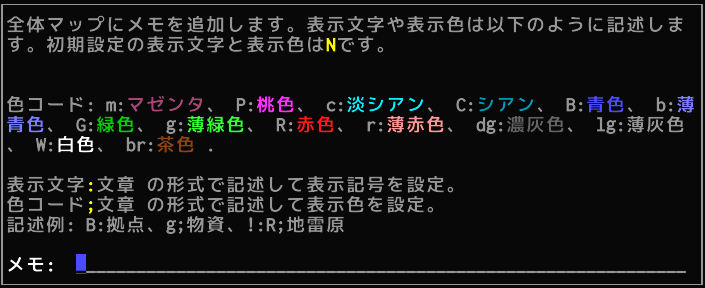 全体マップにメモを追加します。表示文字や表示色は以下のように記述しま
す。初期設定の表示文字と表示色はNです。
色コード: m:マゼンタ、 P:桃色、 c:淡シアン、 C:シアン、 B:青色、 b:薄
青色、 G:緑色、 g:薄緑色、 R:赤色、 r:薄赤色、 dg:濃灰色、 lg:薄灰色
、 W:白色、 br:茶色 .
表示文字:文章 の形式で記述して表示記号を設定。
色コード;文章 の形式で記述して表示色を設定。
記述例: B:拠点、g;物資、!:R;地雷原
メモ: